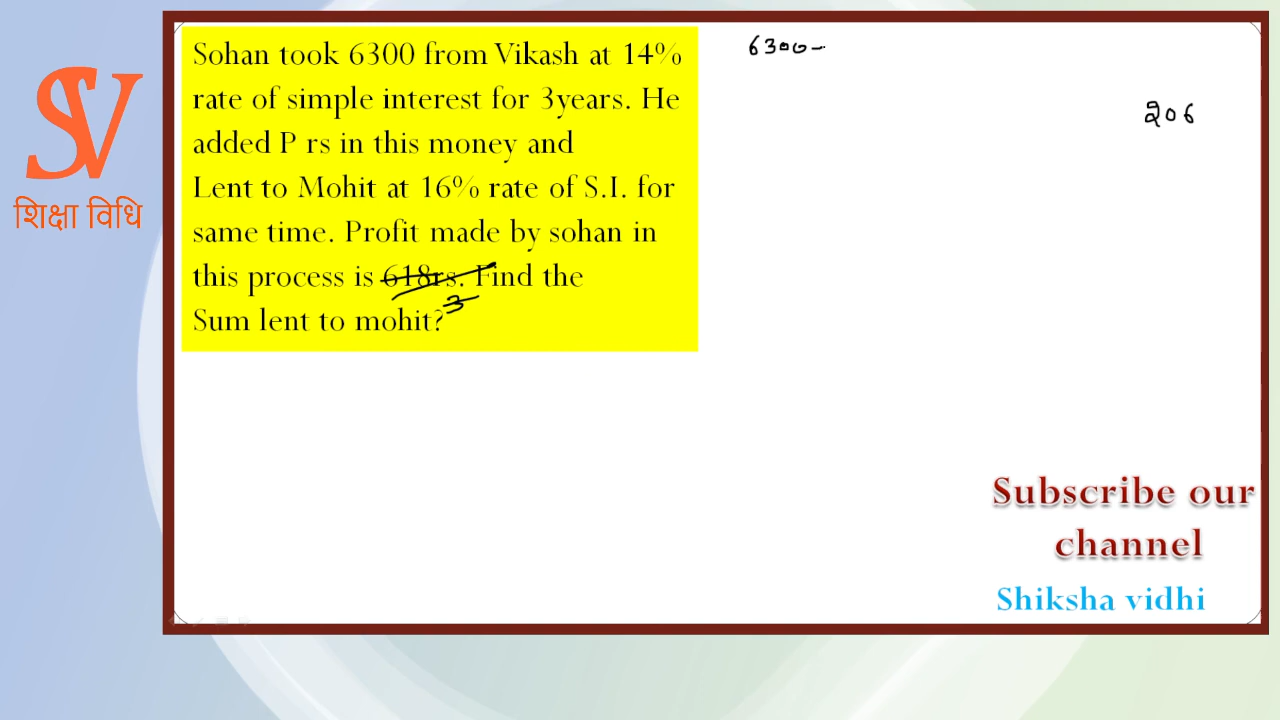 SV
शिक्षा विधि
Sohan took 6300 from Vikash at 14%
rate of simple interest for 3years. He
added P rs in this money and
Lent to Mohit at 16% rate of S.I. for
same time. Profit made by sohan in
this process is 618rs. Find the
3
Sum lent to mohit?
6300-
206
Subscribe our
channel
Shiksha vidhi